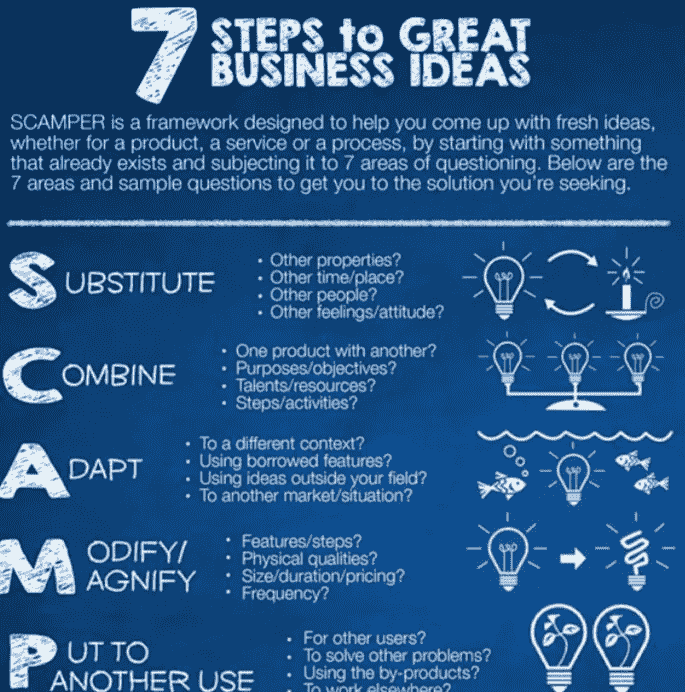 7 STEPS to GREAT
BUSINESS IDEAS
SCAMPER is a framework designed to help you come up with fresh ideas,
whether for a product, a service or a process, by starting with something
that already exists and subjecting it to 7 areas of questioning. Below are the
7 areas and sample questions to get you to the solution you're seeking.
SUBSTITUTE
• Other properties?
• Other time/place?
• Other people?
• Other feelings/attitude?
COMBINE
• One product with another?
• Purposes/objectives?
• Talents/resources?
• Steps/activities?
ADAPT
• To a different context?
• Using borrowed features?
• Using ideas outside your field?
• To another market/situation?
MODIFY/
MAGNIFY
• Features/steps?
• Physical qualities?
• Size/duration/pricing?
• Frequency?
PUT TO
ANOTHER USE
• For other users?
• To solve other problems?
• Using the by-products?
• To work elsewhere?